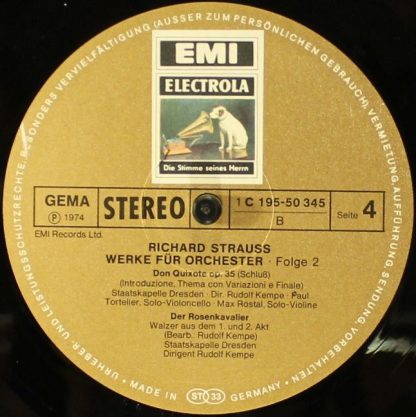 EMI
ELECTROLA
Die Stimme seines Herrn
GEMA
Ⓟ 1974
STEREO
1 C 195-50 345
B
Seite 4
EMI Records Ltd.
RICHARD STRAUSS
WERKE FÜR ORCHESTER · Folge 2
Don Quixote op. 35 (Schluß)
(Introduzione, Thema con Variazioni e Finale)
Staatskapelle Dresden · Dir. Rudolf Kempe · Paul
Tortelier, Solo-Violoncello · Max Rostal, Solo-Violine
Der Rosenkavalier
Walzer aus dem 1. und 2. Akt
(Bearb. Rudolf Kempe)
Staatskapelle Dresden
Dirigent Rudolf Kempe
URHEBER- UND LEISTUNGSSCHUTZRECHTE, BESONDERS VERVIELFÄLTIGUNG (AUSSER ZUM PERSÖNLICHEN GEBRAUCH), VERMIETUNG, AUFFÜHRUNG, SENDUNG VORBEHALTEN
MADE IN GERMANY
ST 33